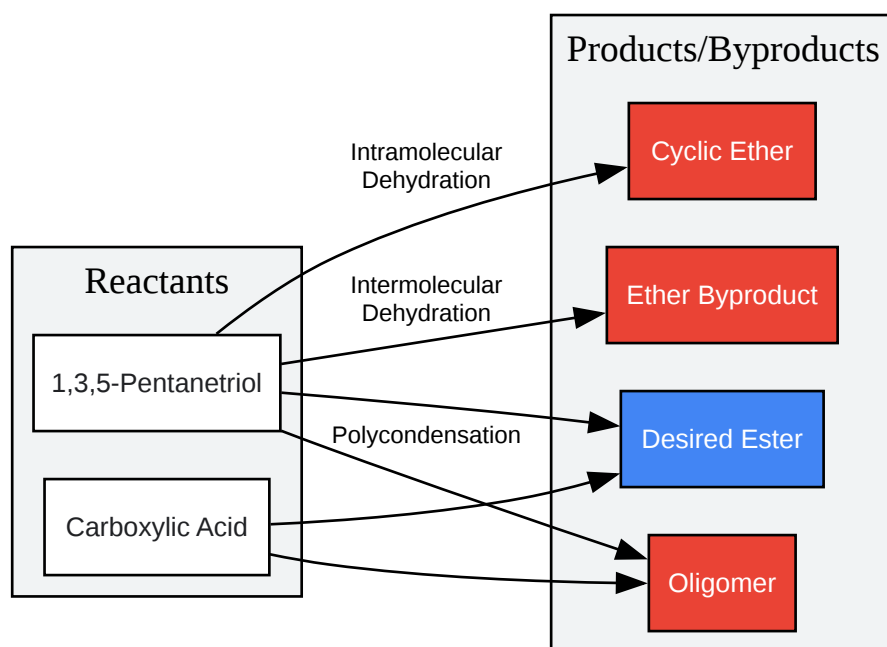 Products/Byproducts
Intramolecular
Dehydration
Cyclic Ether
Reactants
Intermolecular
Dehydration
Ether Byproduct
1,3,5-Pentanetriol
Polycondensation
Desired Ester
Carboxylic Acid
Oligomer